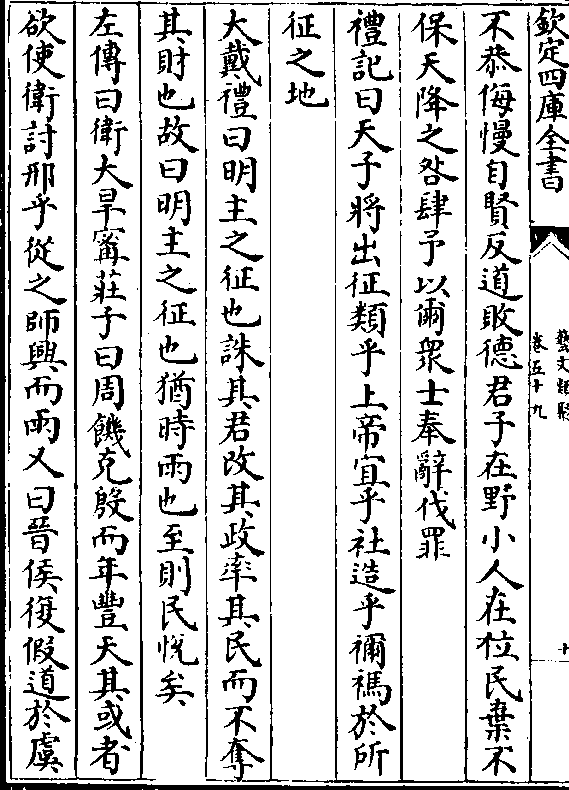 欽定四庫全書
藝文類聚
卷五十九
十
不恭侮慢自賢反道敗德君子在野小人在位民棄不
保天降之咎肆予以爾衆士奉辭伐罪
禮記曰天子將出征類乎上帝宜乎社造乎禰禡於所
征之地
大戴禮曰明主之征也誅其君改其政率其民而不奪
其財也故曰明主之征也猶時雨也至則民悦矣
左傳曰衛大旱寗莊子曰周饑克殷而年豐天其或者
欲使衛討邢乎從之師興而雨又曰晉侯復假道於虞